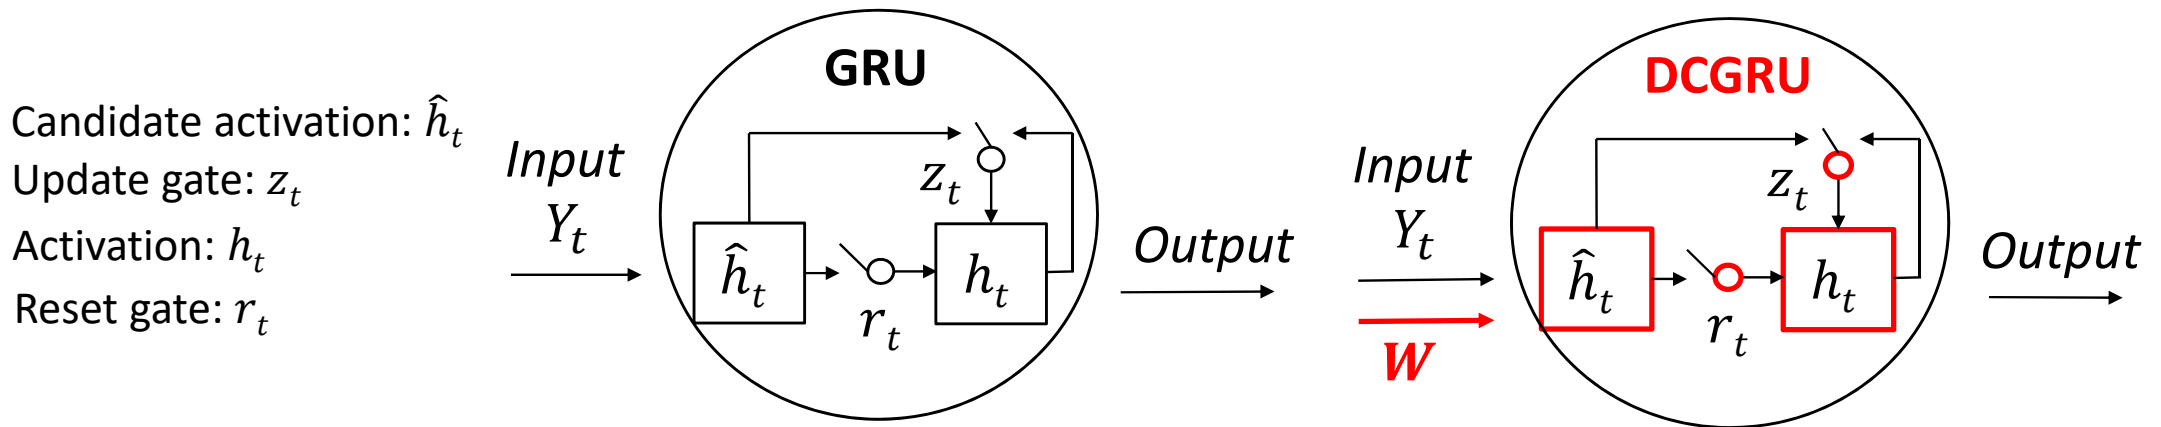 Candidate activation: ĥₜ
Update gate: zₜ
Activation: hₜ
Reset gate: rₜ
GRU
Input
Yₜ
zₜ
ĥₜ
rₜ
hₜ
Output
DCGRU
Input
Yₜ
W
zₜ
ĥₜ
rₜ
hₜ
Output